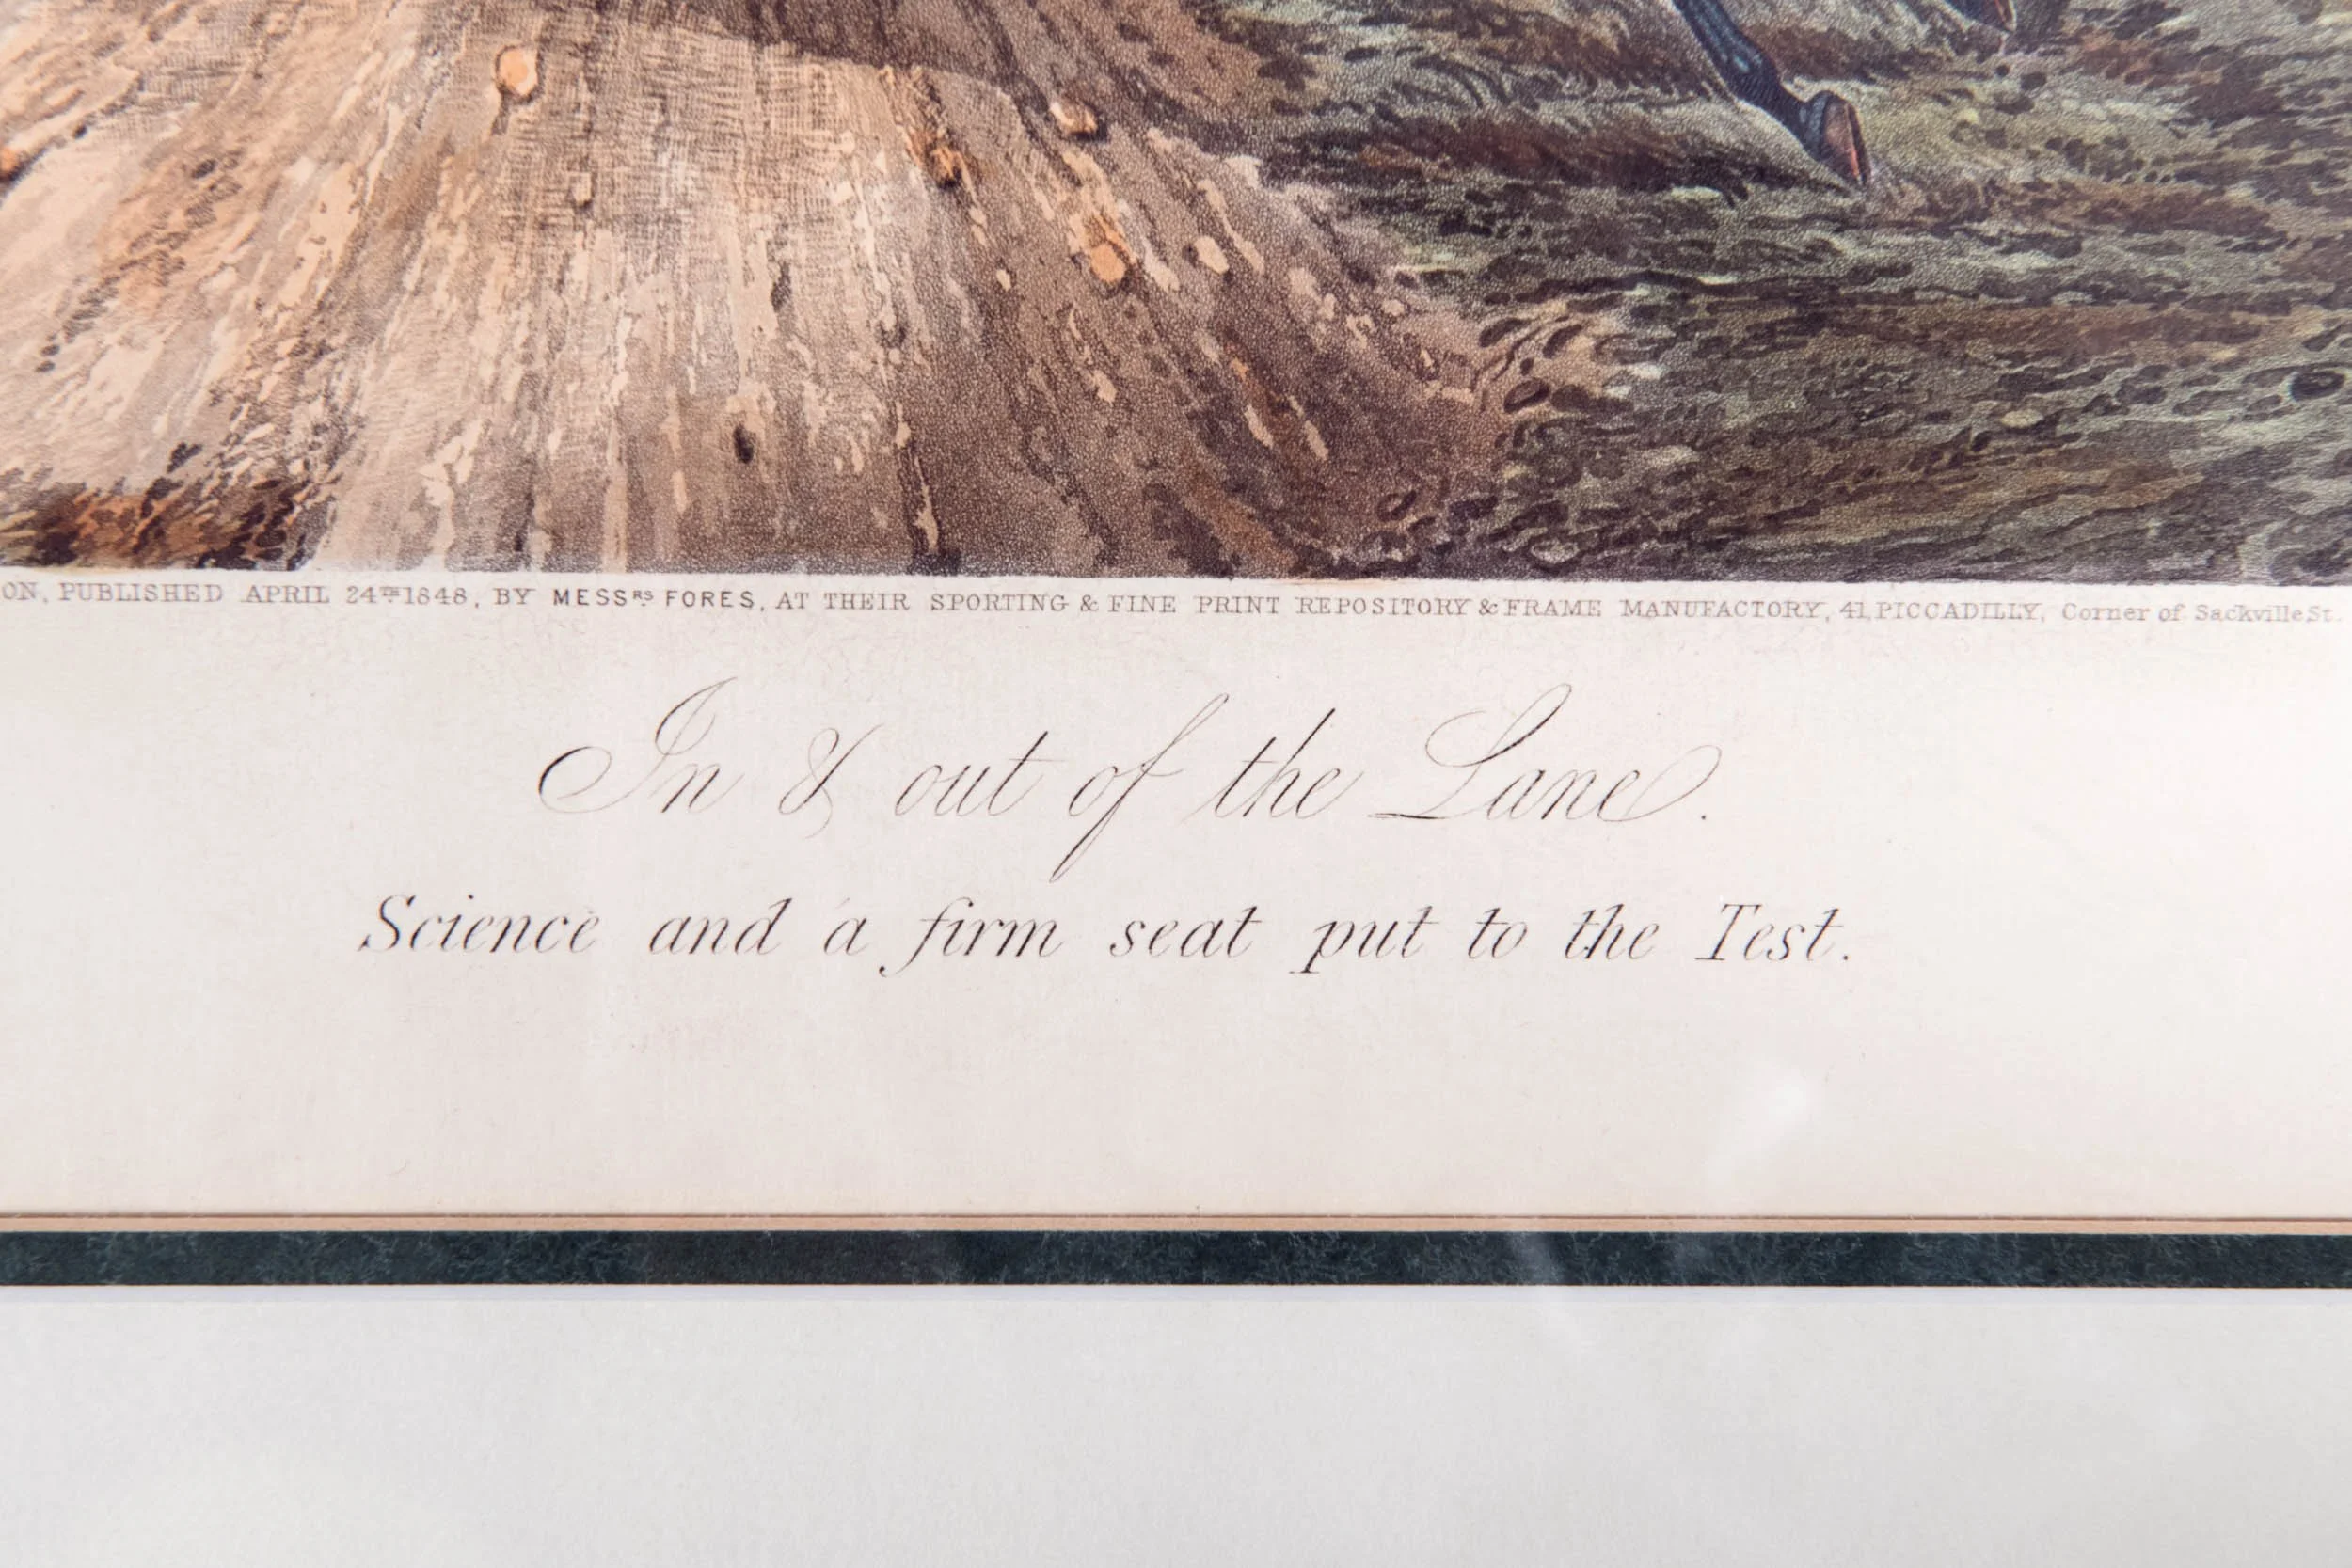 ON, PUBLISHED APRIL 24TH 1848, BY MESSRS FORES, AT THEIR SPORTING & FINE PRINT REPOSITORY & FRAME MANUFACTORY, 41, PICCADILLY, Corner of Sackville St.
In & out of the Lane.
Science and a firm seat put to the Test.